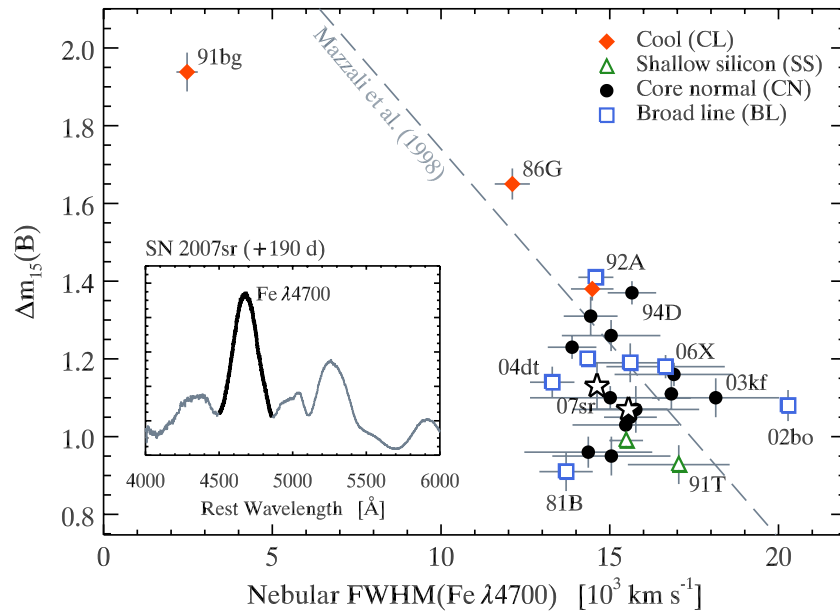 2.0
1.8
1.6
1.4
1.2
1.0
0.8
Δm15(B)
91bg
Mazzali et al. (1998)
Cool (CL)
Shallow silicon (SS)
Core normal (CN)
Broad line (BL)
86G
92A
94D
06X
04dt
03kf
07sr
02bo
91T
81B
SN 2007sr (+190 d)
Fe λ4700
4000 4500 5000 5500 6000
Rest Wavelength [Å]
0 5 10 15 20
Nebular FWHM(Fe λ4700) [10³ km s⁻¹]